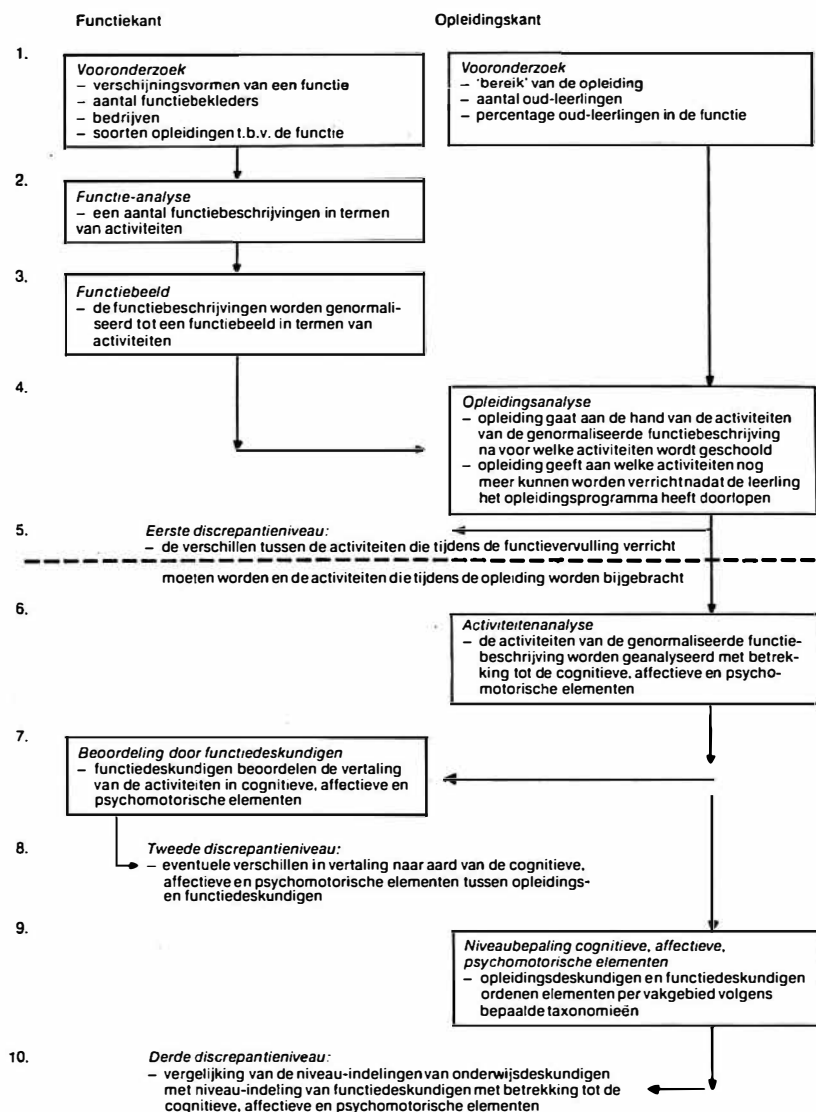 Functiekant
Opleidingskant
1.
Vooronderzoek
– verschijningsvormen van een functie
– aantal functiebekleders
– bedrijven
– soorten opleidingen t.b.v. de functie
Vooronderzoek
– ‘bereik’ van de opleiding
– aantal oud-leerlingen
– percentage oud-leerlingen in de functie
2.
Functie-analyse
– een aantal functiebeschrijvingen in termen
van activiteiten
3.
Functiebeeld
– de functiebeschrijvingen worden genormali-
seerd tot een functiebeeld in termen van
activiteiten
4.
Opleidingsanalyse
– opleiding gaat aan de hand van de activiteiten
van de genormaliseerde functiebeschrijving
na voor welke activiteiten wordt geschoold
– opleiding geeft aan welke activiteiten nog
meer kunnen worden verricht nadat de leerling
het opleidingsprogramma heeft doorlopen
5.
Eerste discrepantieniveau:
– de verschillen tussen de activiteiten die tijdens de functievervulling verricht
moeten worden en de activiteiten die tijdens de opleiding worden bijgebracht
6.
Activiteitenanalyse
– de activiteiten van de genormaliseerde functie-
beschrijving worden geanalyseerd met betrek-
king tot de cognitieve, affectieve en psycho-
motorische elementen
7.
Beoordeling door functiedeskundigen
– functiedeskundigen beoordelen de vertaling
van de activiteiten in cognitieve, affectieve en
psychomotorische elementen
8.
Tweede discrepantieniveau:
– eventuele verschillen in vertaling naar aard van de cognitieve,
affectieve en psychomotorische elementen tussen opleidings-
en functiedeskundigen
9.
Niveaubepaling cognitieve, affectieve,
psychomotorische elementen
– opleidingsdeskundigen en functiedeskundigen
ordenen elementen per vakgebied volgens
bepaalde taxonomieën
10.
Derde discrepantieniveau:
– vergelijking van de niveau-indelingen van onderwijsdeskundigen
met niveau-indeling van functiedeskundigen met betrekking tot de
cognitieve, affectieve en psychomotorische elementen